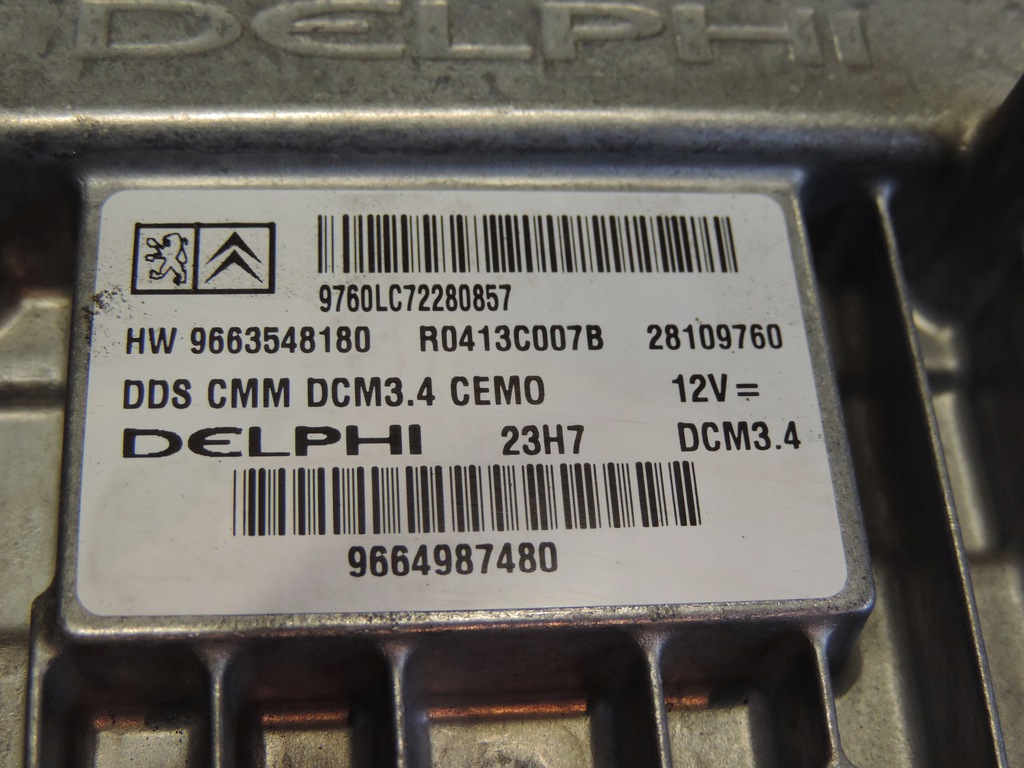 DELPHI
9760LC72280857
HW 9663548180 R0413C007B 28109760
DDS CMM DCM3.4 CEMO 12V=
DELPHI 23H7 DCM3.4
9664987480